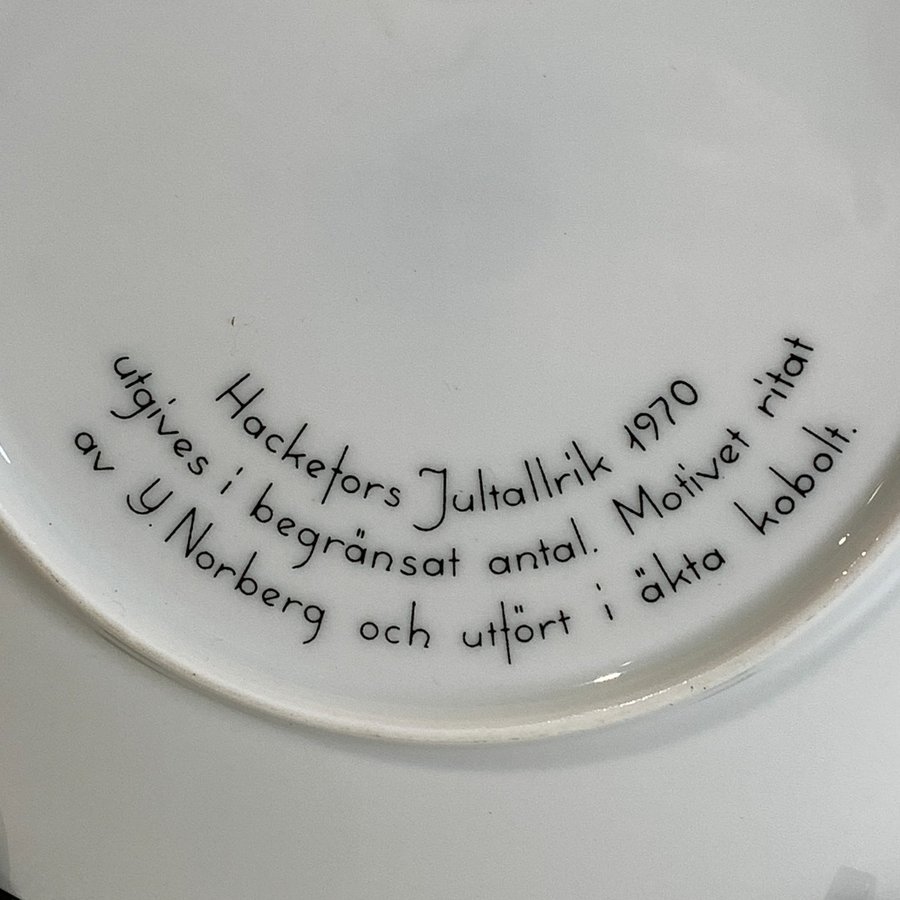 Hackefors Jultallrik 1970
utgives i begränsat antal. Motivet ritat
av Y. Norberg och utfört i äkta kobolt.